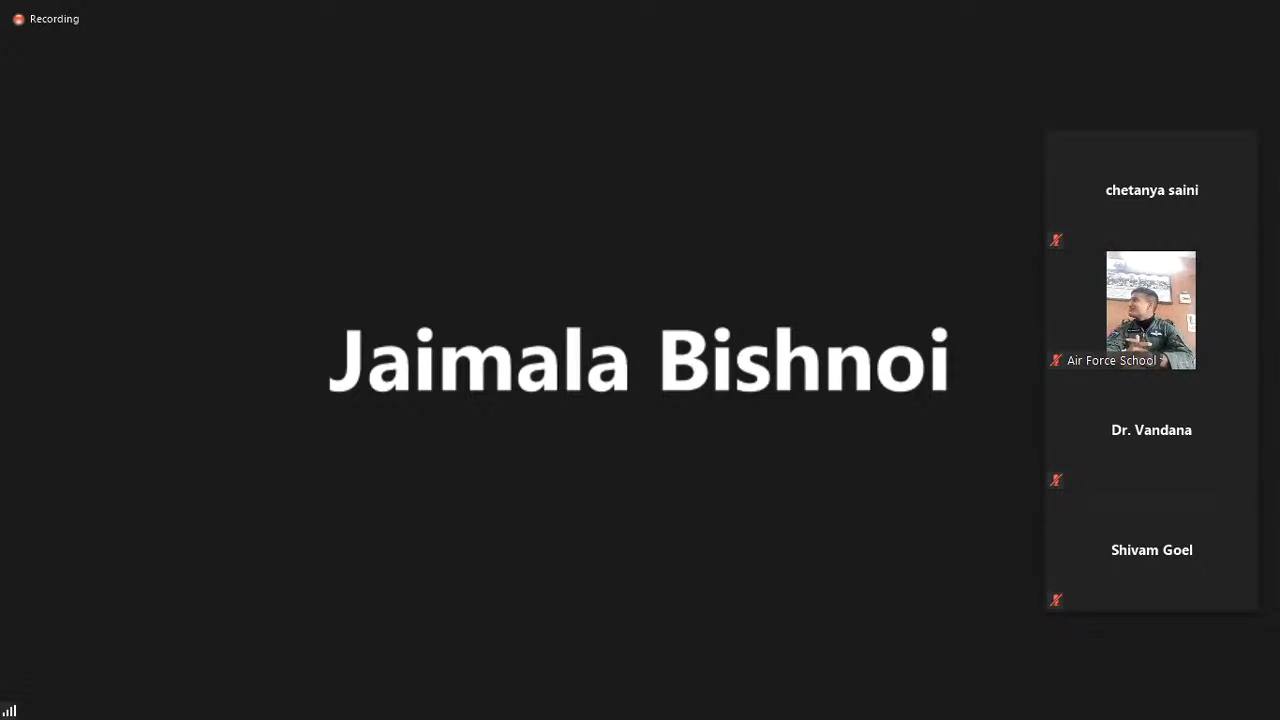 Recording
Jaimala Bishnoi
chetanya saini
Air Force School
Dr. Vandana
Shivam Goel